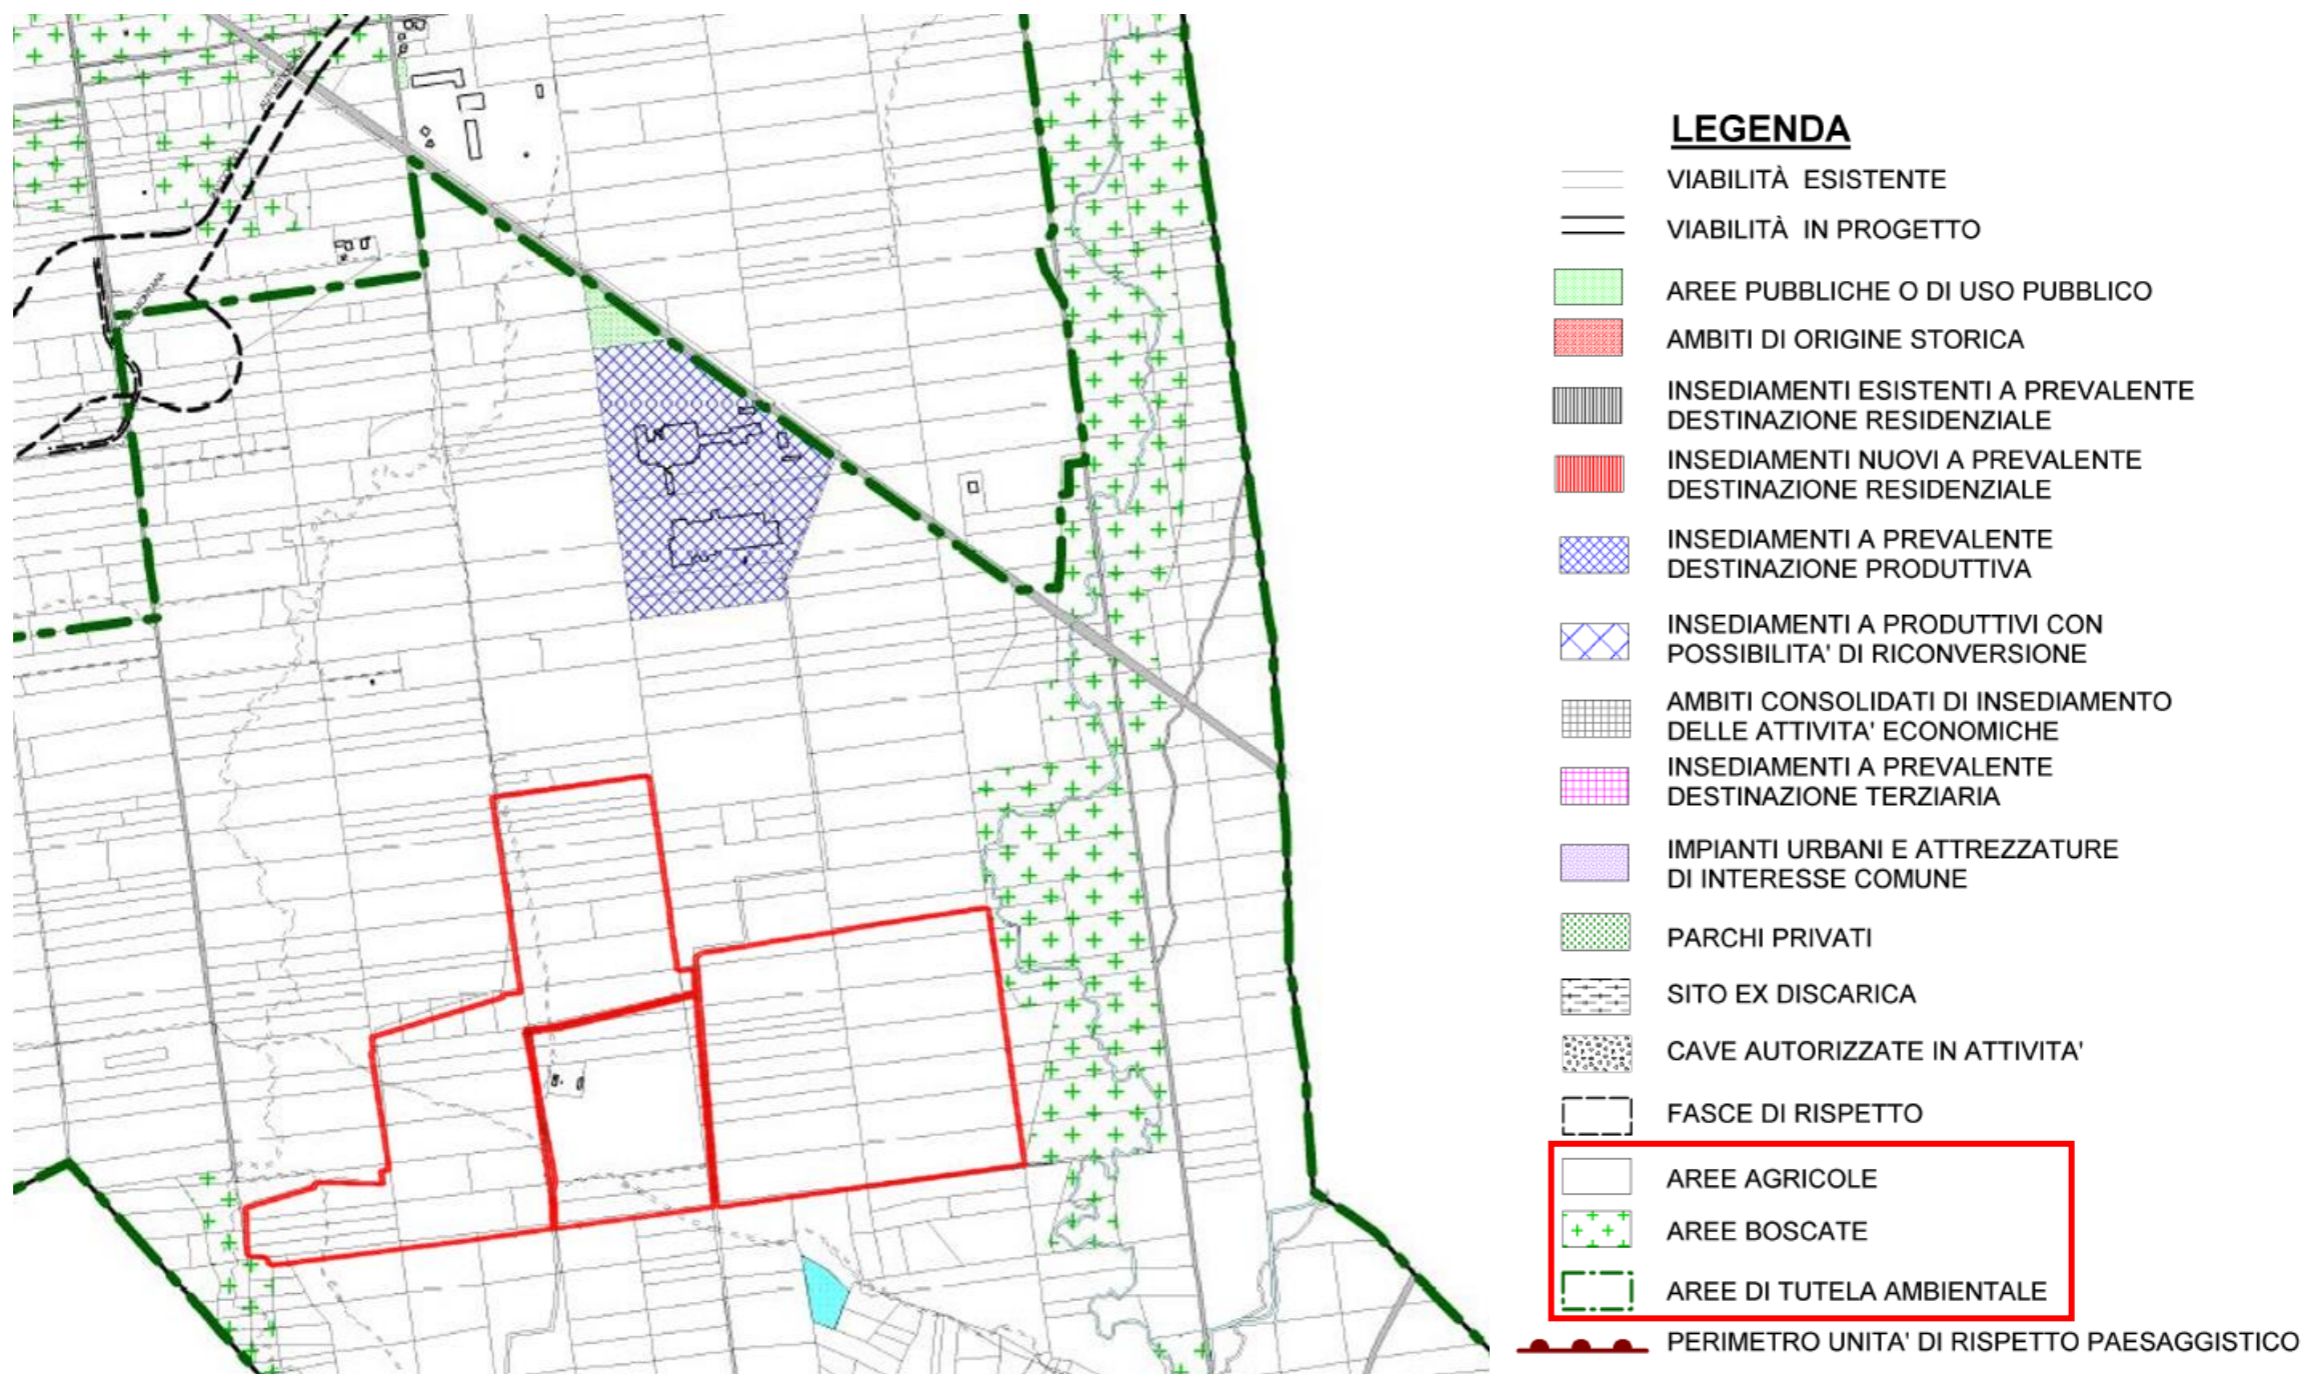 LEGENDA
VIABILITÀ ESISTENTE
VIABILITÀ IN PROGETTO
AREE PUBBLICHE O DI USO PUBBLICO
AMBITI DI ORIGINE STORICA
INSEDIAMENTI ESISTENTI A PREVALENTE
DESTINAZIONE RESIDENZIALE
INSEDIAMENTI NUOVI A PREVALENTE
DESTINAZIONE RESIDENZIALE
INSEDIAMENTI A PREVALENTE
DESTINAZIONE PRODUTTIVA
INSEDIAMENTI A PRODUTTIVI CON
POSSIBILITA' DI RICONVERSIONE
AMBITI CONSOLIDATI DI INSEDIAMENTO
DELLE ATTIVITA' ECONOMICHE
INSEDIAMENTI A PREVALENTE
DESTINAZIONE TERZIARIA
IMPIANTI URBANI E ATTREZZATURE
DI INTERESSE COMUNE
PARCHI PRIVATI
SITO EX DISCARICA
CAVE AUTORIZZATE IN ATTIVITA'
FASCE DI RISPETTO
AREE AGRICOLE
AREE BOSCATE
AREE DI TUTELA AMBIENTALE
PERIMETRO UNITA' DI RISPETTO PAESAGGISTICO